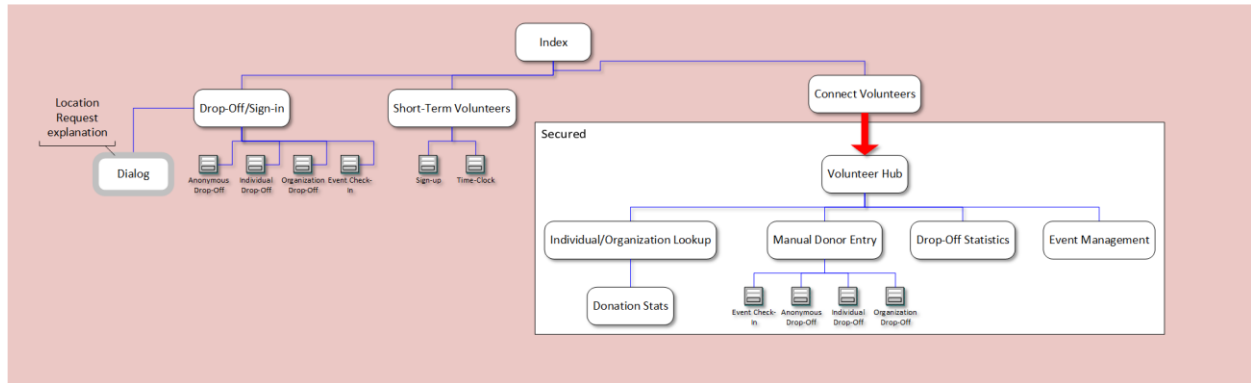 Index
Drop-Off/Sign-in
Short-Term Volunteers
Connect Volunteers
Location
Request
explanation
Dialog
Anonymous
Drop-Off
Individual
Drop-Off
Organization
Drop-Off
Event Check-
In
Sign-up
Time-Clock
Secured
Volunteer Hub
Individual/Organization Lookup
Manual Donor Entry
Drop-Off Statistics
Event Management
Donation Stats
Event Check-
In
Anonymous
Drop-Off
Individual
Drop-Off
Organization
Drop-Off